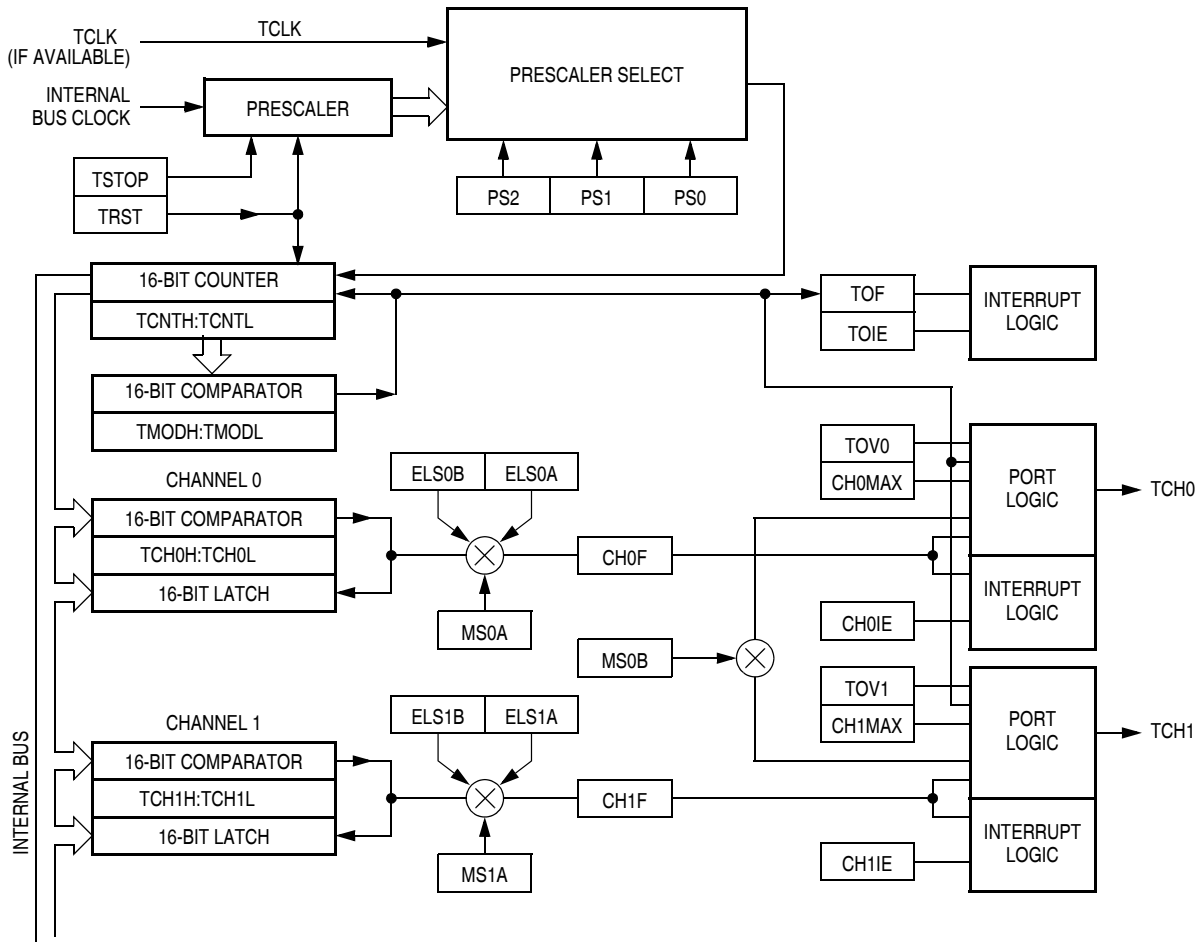 TCLK
(IF AVAILABLE)
TCLK
PRESCALER SELECT
INTERNAL
BUS CLOCK
PRESCALER
TSTOP
TRST
PS2
PS1
PS0
16-BIT COUNTER
TCNTH:TCNTL
TOF
TOIE
INTERRUPT
LOGIC
16-BIT COMPARATOR
TMODH:TMODL
CHANNEL 0
ELS0B
ELS0A
TOV0
CH0MAX
PORT
LOGIC
TCH0
16-BIT COMPARATOR
TCH0H:TCH0L
16-BIT LATCH
CH0F
MS0A
INTERRUPT
LOGIC
CH0IE
MS0B
CHANNEL 1
ELS1B
ELS1A
TOV1
CH1MAX
PORT
LOGIC
TCH1
16-BIT COMPARATOR
TCH1H:TCH1L
16-BIT LATCH
CH1F
MS1A
INTERRUPT
LOGIC
CH1IE
INTERNAL BUS